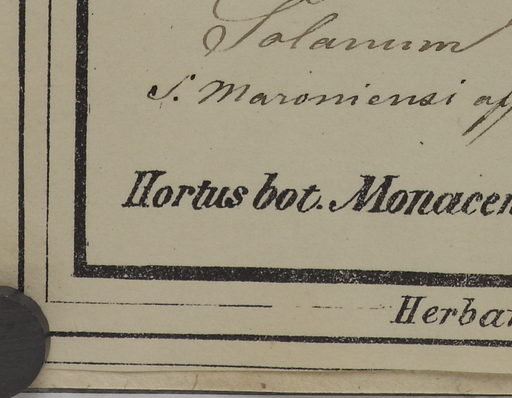 Solanum
S. Maroniensi aff
Hortus bot. Monacen
Herbar